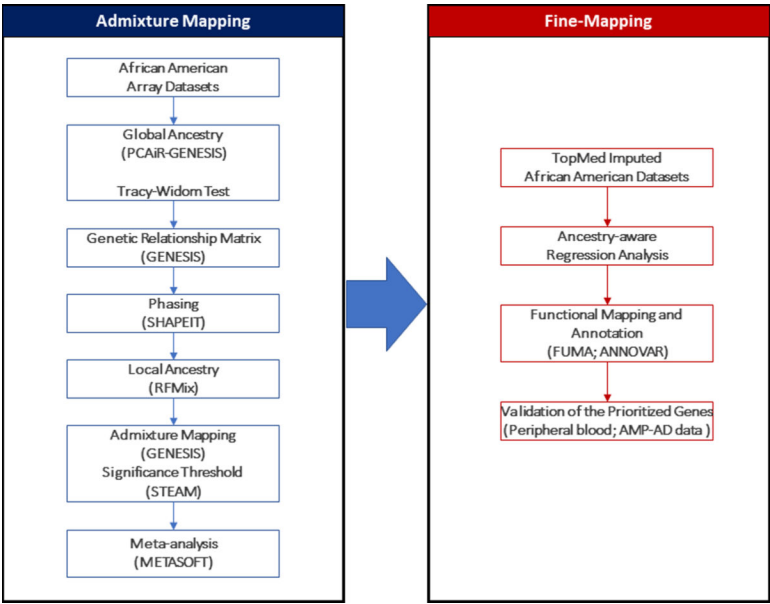 Admixture Mapping
African American
Array Datasets
Global Ancestry
(PCAiR-GENESIS)
Tracy-Widom Test
Genetic Relationship Matrix
(GENESIS)
Phasing
(SHAPEIT)
Local Ancestry
(RFMix)
Admixture Mapping
(GENESIS)
Significance Threshold
(STEAM)
Meta-analysis
(METASOFT)
Fine-Mapping
TopMed Imputed
African American Datasets
Ancestry-aware
Regression Analysis
Functional Mapping and
Annotation
(FUMA; ANNOVAR)
Validation of the Prioritized Genes
(Peripheral blood; AMP-AD data )